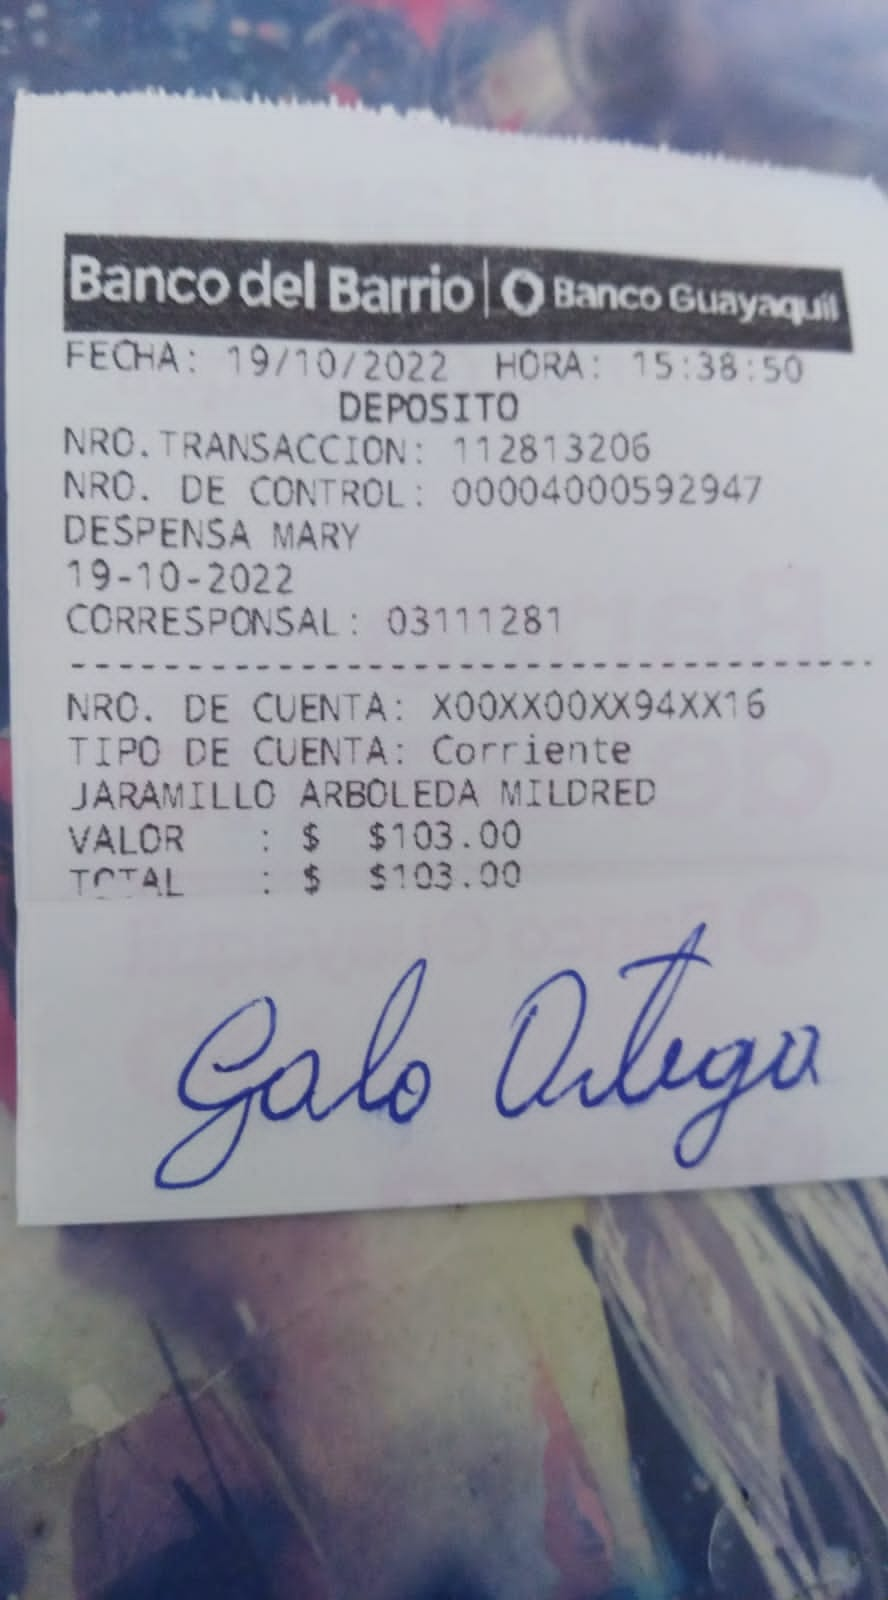 Banco del Barrio | Banco Guayaquil
FECHA: 19/10/2022 HORA: 15:38:50
DEPOSITO
NRO.TRANSACCION: 112813206
NRO. DE CONTROL: 00004000592947
DESPENSA MARY
19-10-2022
CORRESPONSAL: 03111281
--------------------------------------
NRO. DE CUENTA: X00XX00XX94XX16
TIPO DE CUENTA: Corriente
JARAMILLO ARBOLEDA MILDRED
VALOR : $ $103.00
TOTAL : $ $103.00
Galo Ortega